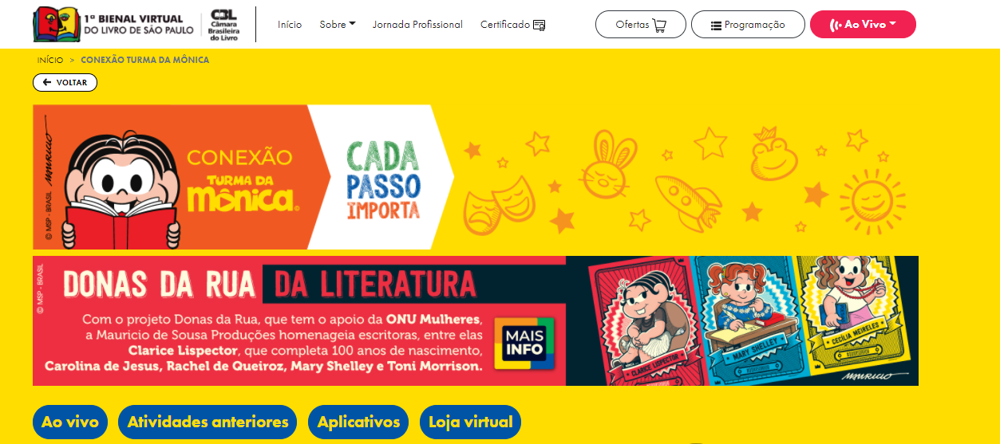 1ª BIENAL VIRTUAL
DO LIVRO DE SÃO PAULO
CBL
Câmara
Brasileira
do Livro
Início
Sobre
Jornada Profissional
Certificado
Ofertas
Programação
Ao Vivo
INÍCIO > CONEXÃO TURMA DA MÔNICA
VOLTAR
© MSP - BRASIL
MAURICIO
CONEXÃO
TURMA DA
MÔNICA
CADA
PASSO
IMPORTA
© MSP - BRASIL
DONAS DA RUA DA LITERATURA
Com o projeto Donas da Rua, que tem o apoio da ONU Mulheres,
a Mauricio de Sousa Produções homenageia escritoras, entre elas
Clarice Lispector, que completa 100 anos de nascimento,
Carolina de Jesus, Rachel de Queiroz, Mary Shelley e Toni Morrison.
MAIS
INFO
CLARICE LISPECTOR
MARY SHELLEY
CECÍLIA MEIRELES
MAURICIO
Ao vivo
Atividades anteriores
Aplicativos
Loja virtual